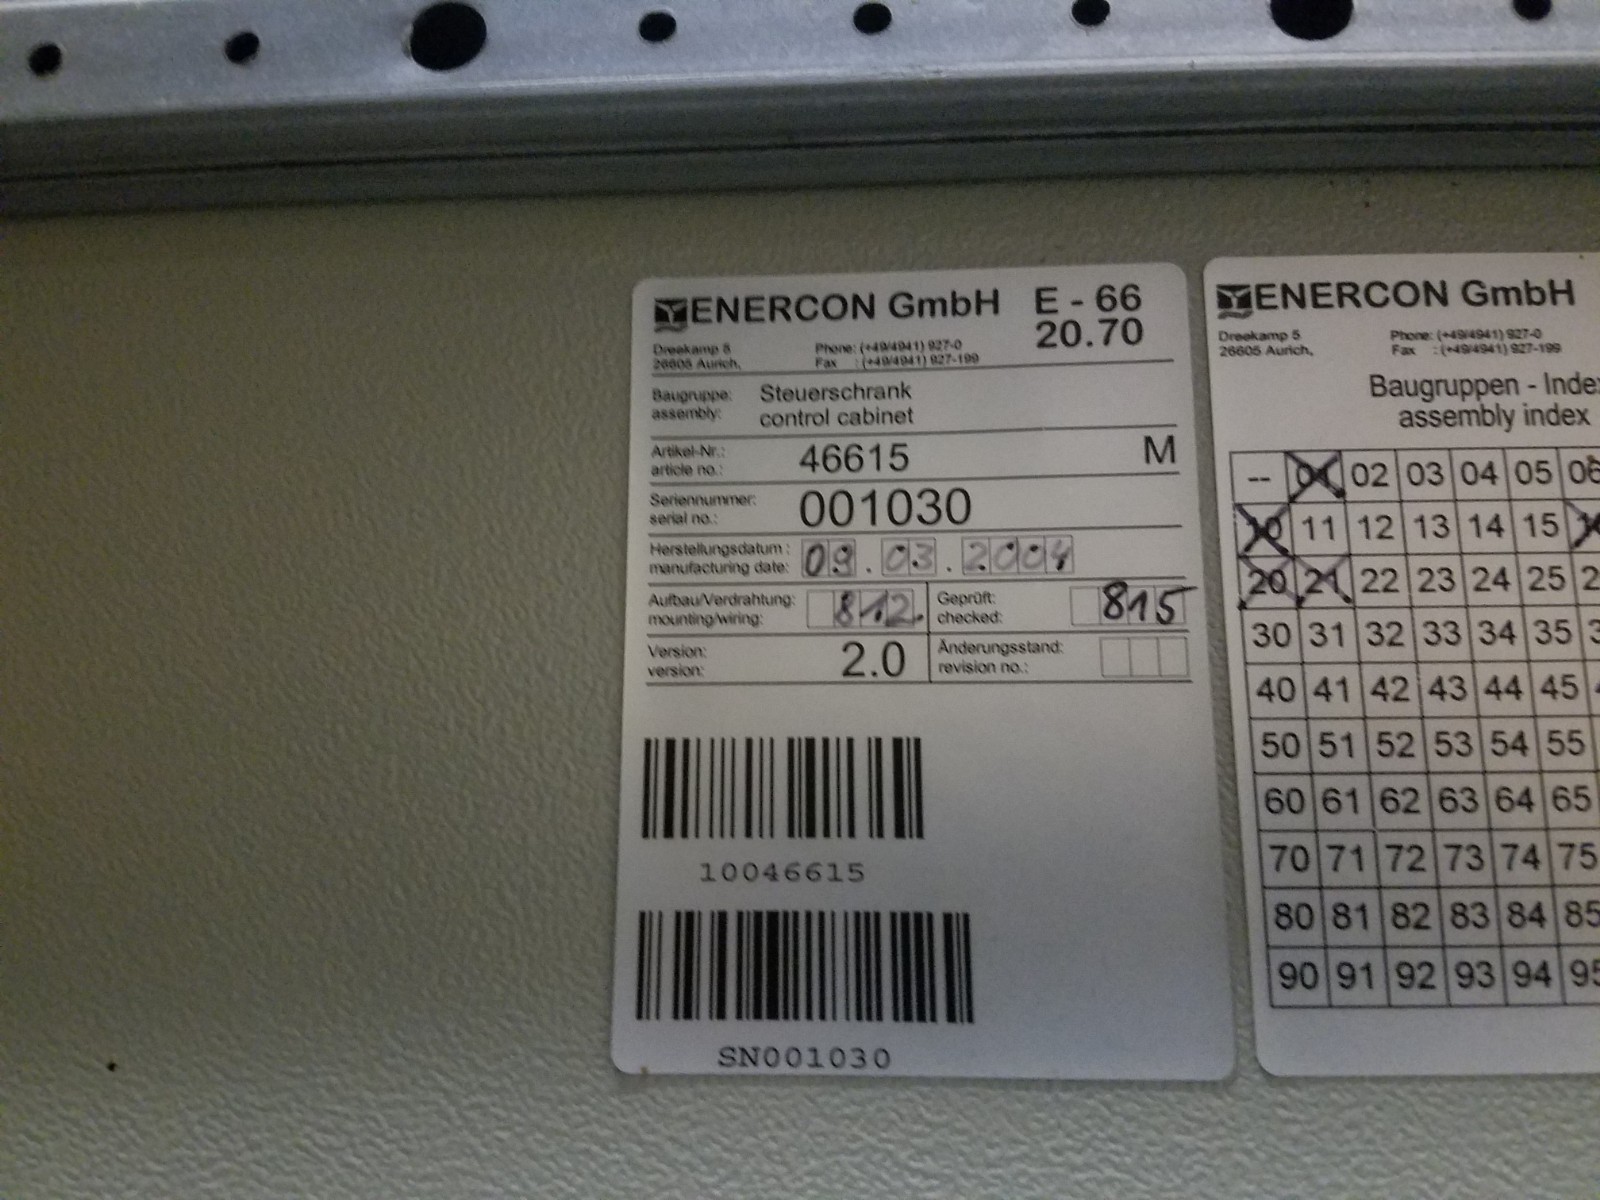 ENERCON GmbH E - 66
20.70
Dreekamp 5 Phone: (+49/4941) 927-0
26605 Aurich, Fax : (+49/4941) 927-199
Baugruppe: Steuerschrank
assembly: control cabinet
Artikel-Nr.: 46615 M
article no.:
Seriennummer: 001030
serial no.:
Herstellungsdatum : 09.03.2004
manufacturing date:
Aufbau/Verdrahtung: 812. Geprüft: 815
mounting/wiring: checked:
Version: 2.0 Änderungsstand:
version: revision no.:
10046615
SN001030
ENERCON GmbH
Dreekamp 5 Phone: (+49/4941) 927-0
26605 Aurich, Fax : (+49/4941) 927-199
Baugruppen - Index
assembly index
-- 01 02 03 04 05 06
10 11 12 13 14 15
20 21 22 23 24 25
30 31 32 33 34 35
40 41 42 43 44 45
50 51 52 53 54 55
60 61 62 63 64 65
70 71 72 73 74 75
80 81 82 83 84 85
90 91 92 93 94 95